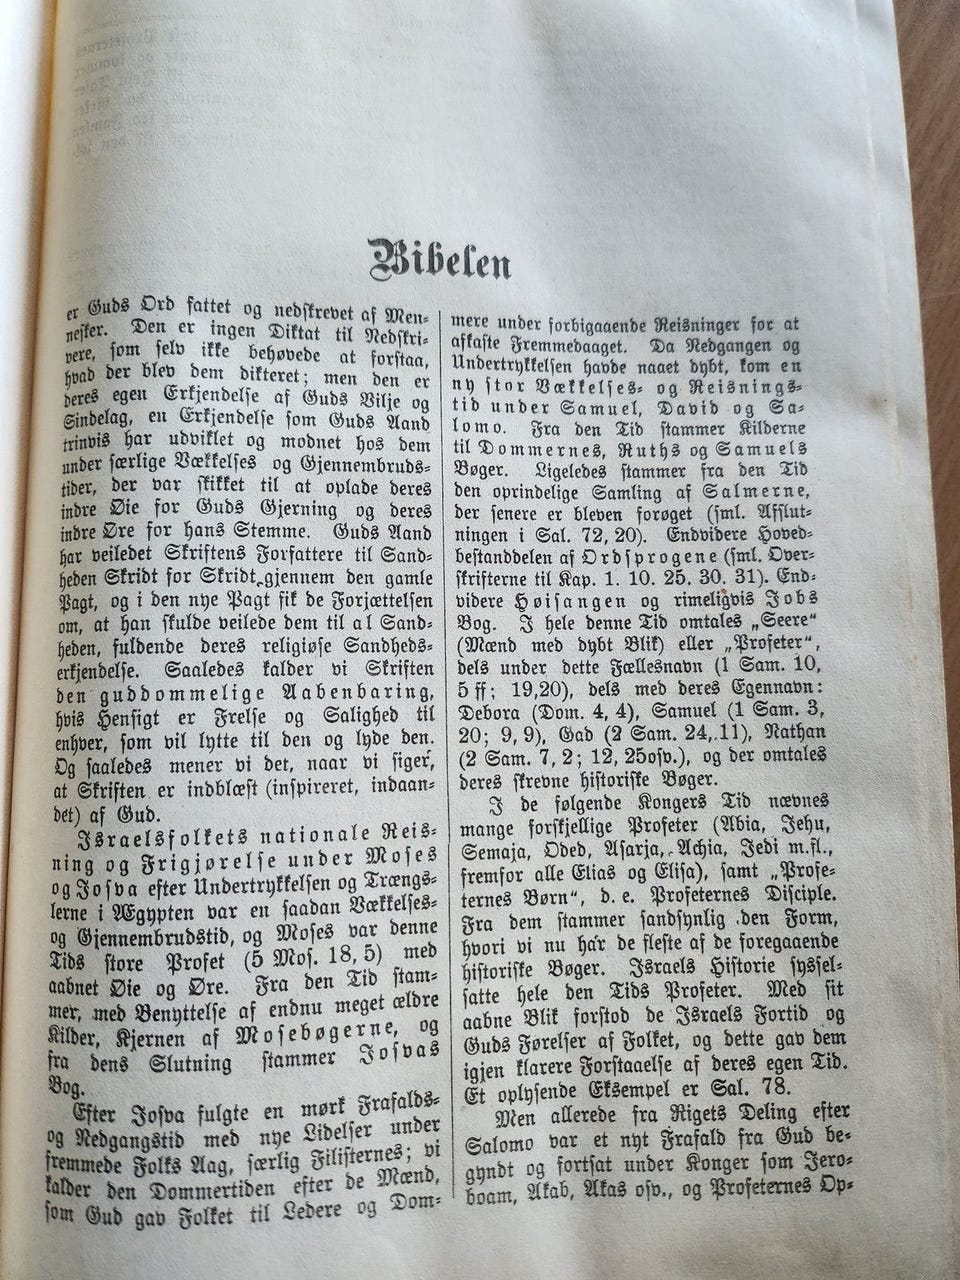 Bibelen
er Guds Ord fattet og nedskrevet af Men-
nesker. Den er ingen Diktat til Nedskri-
vere, som selv ikke behøvede at forstaa,
hvad der blev dem dikteret; men den er
deres egen Erkjendelse af Guds Vilje og
Sindelag, en Erkjendelse som Guds Aand
trinvis har udviklet og modnet hos dem
under særlige Vækkelses og Gjennembruds-
tider, der var skikket til at oplade deres
indre Øie for Guds Gjerning og deres
indre Øre for hans Stemme. Guds Aand
har veiledet Skriftens Forfattere til Sand-
heden Skridt for Skridt gjennem den gamle
Pagt, og i den nye Pagt fik de Forjættelsen
om, at han skulde veilede dem til al Sand-
heden, fuldende deres religiøse Sandheds-
erkjendelse. Saaledes kalder vi Skriften
den guddommelige Aabenbaring,
hvis Hensigt er Frelse og Salighed til
enhver, som vil lytte til den og lyde den.
Og saaledes mener vi det, naar vi siger,
at Skriften er indblæst (inspireret, indaan-
det) af Gud.
Israelsfolkets nationale Reis-
ning og Frigjørelse under Moses
og Josva efter Undertrykkelsen og Trængs-
lerne i Ægypten var en saadan Vækkelses-
og Gjennembrudstid, og Moses var denne
Tids store Profet (5 Mos. 18, 5) med
aabnet Øie og Øre. Fra den Tid stam-
mer, med Benyttelse af endnu meget ældre
Kilder, Kjernen af Mosebøgerne, og
fra dens Slutning stammer Josvas
Bog.
Efter Josva fulgte en mørk Frafalds-
og Nedgangstid med nye Lidelser under
fremmede Folks Aag, særlig Filisternes; vi
kalder den Dommertiden efter de Mænd,
som Gud gav Folket til Ledere og Dom-
mere under forbigaaende Reisninger for at
afkaste Fremmedaaget. Da Nedgangen og
Undertrykkelsen havde naaet dybt, kom en
ny stor Vækkelses- og Reisnings-
tid under Samuel, David og Sa-
lomo. Fra den Tid stammer Kilderne
til Dommernes, Ruths og Samuels
Bøger. Ligeledes stammer fra den Tid
den oprindelige Samling af Salmerne,
der senere er bleven forøget (sml. Afslut-
ningen i Sal. 72, 20). Endvidere Hoved-
bestanddelen af Ordsprogene (sml. Over-
skrifterne til Kap. 1. 10. 25. 30. 31). End-
videre Høisangen og rimeligvis Jobs
Bog. I hele denne Tid omtales „Seere“
(Mænd med dybt Blik) eller „Profeter“,
dels under dette Fællesnavn (1 Sam. 10,
5 ff; 19,20), dels med deres Egennavn:
Debora (Dom. 4, 4), Samuel (1 Sam. 3,
20; 9, 9), Gad (2 Sam. 24, 11), Nathan
(2 Sam. 7, 2; 12, 25osv.), og der omtales
deres skrevne historiske Bøger.
I de følgende Kongers Tid nævnes
mange forskjellige Profeter (Abia, Jehu,
Semaja, Oded, Asarja, Achia, Jedi m.fl.,
fremfor alle Elias og Elisa), samt „Profe-
ternes Børn“, d. e. Profeternes Disciple.
Fra dem stammer sandsynlig den Form,
hvori vi nu har de fleste af de foregaaende
historiske Bøger. Israels Historie syssel-
satte hele den Tids Profeter. Med sit
aabne Blik forstod de Israels Fortid og
Guds Førelser af Folket, og dette gav dem
igjen klarere Forstaaelse af deres egen Tid.
Et oplysende Eksempel er Sal. 78.
Men allerede fra Rigets Deling efter
Salomo var et nyt Frafald fra Gud be-
gyndt og fortsat under Konger som Jero-
boam, Akab, Akas osv., og Profeternes Op-